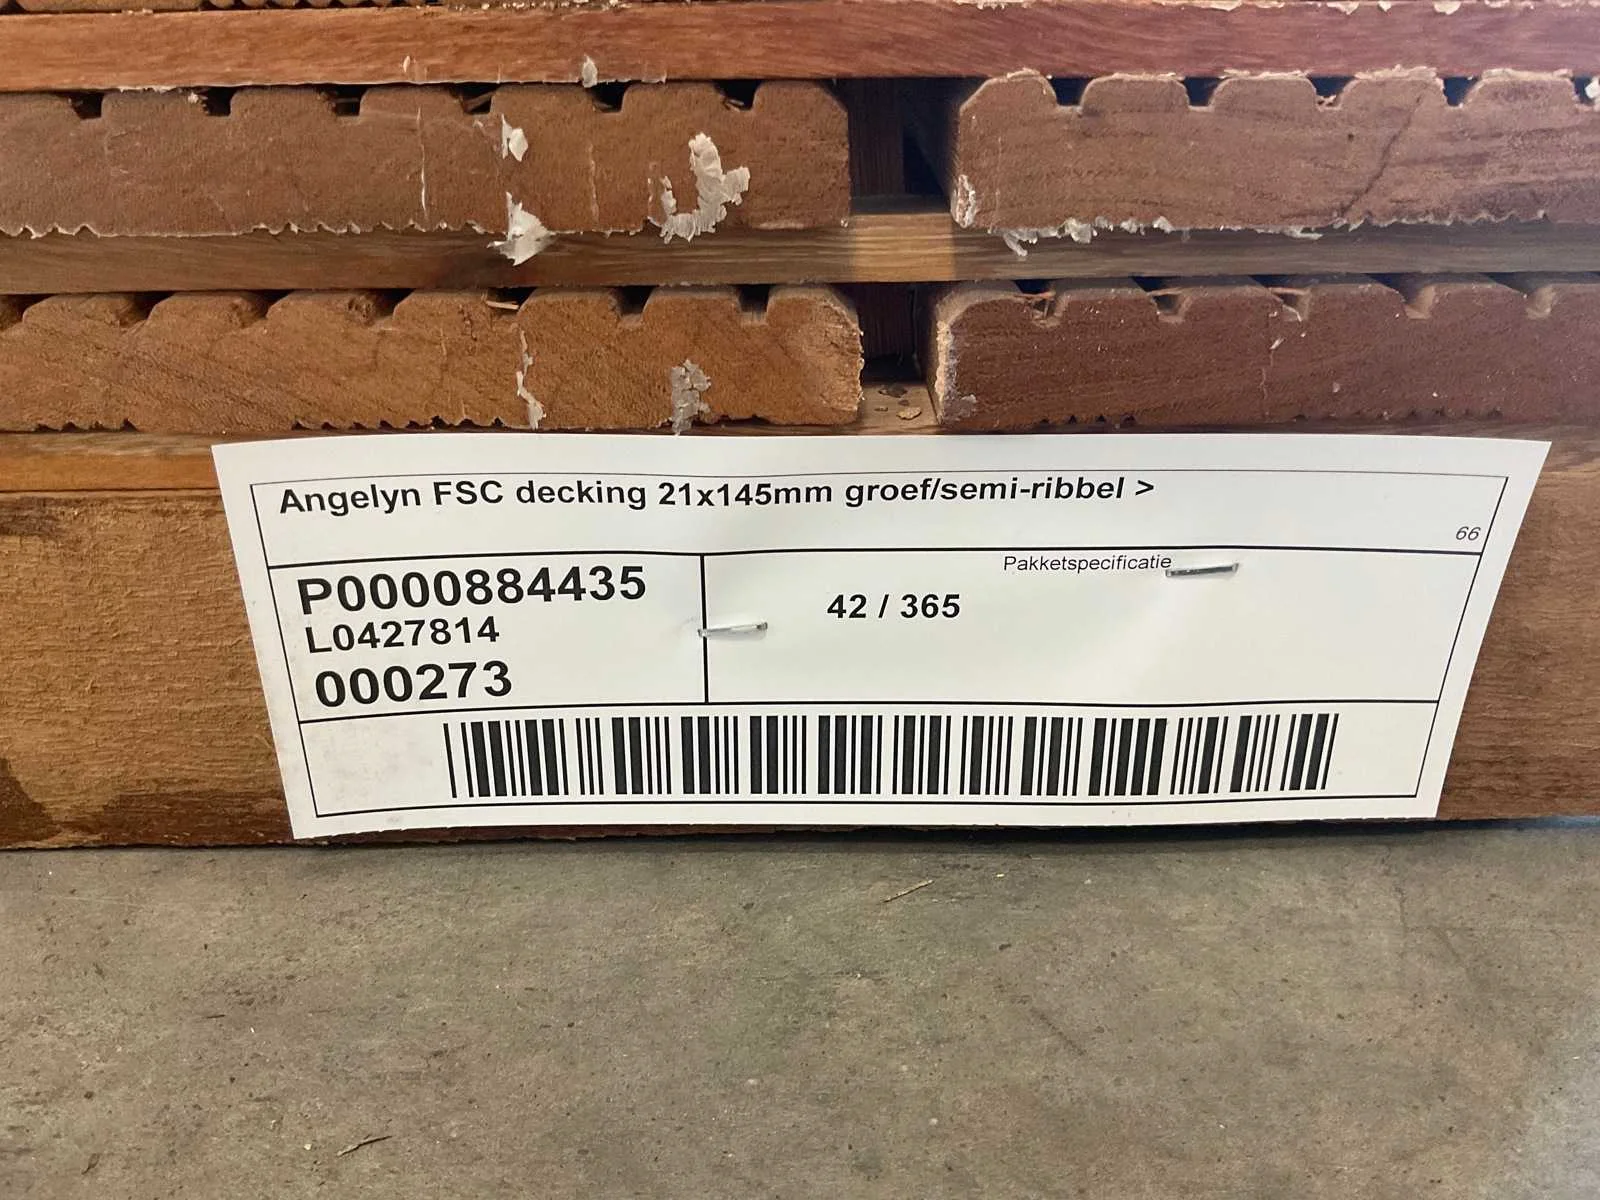 Angelyn FSC decking 21x145mm groef/semi-ribbel >
66
P0000884435
Pakketspecificatie
42 / 365
L0427814
000273